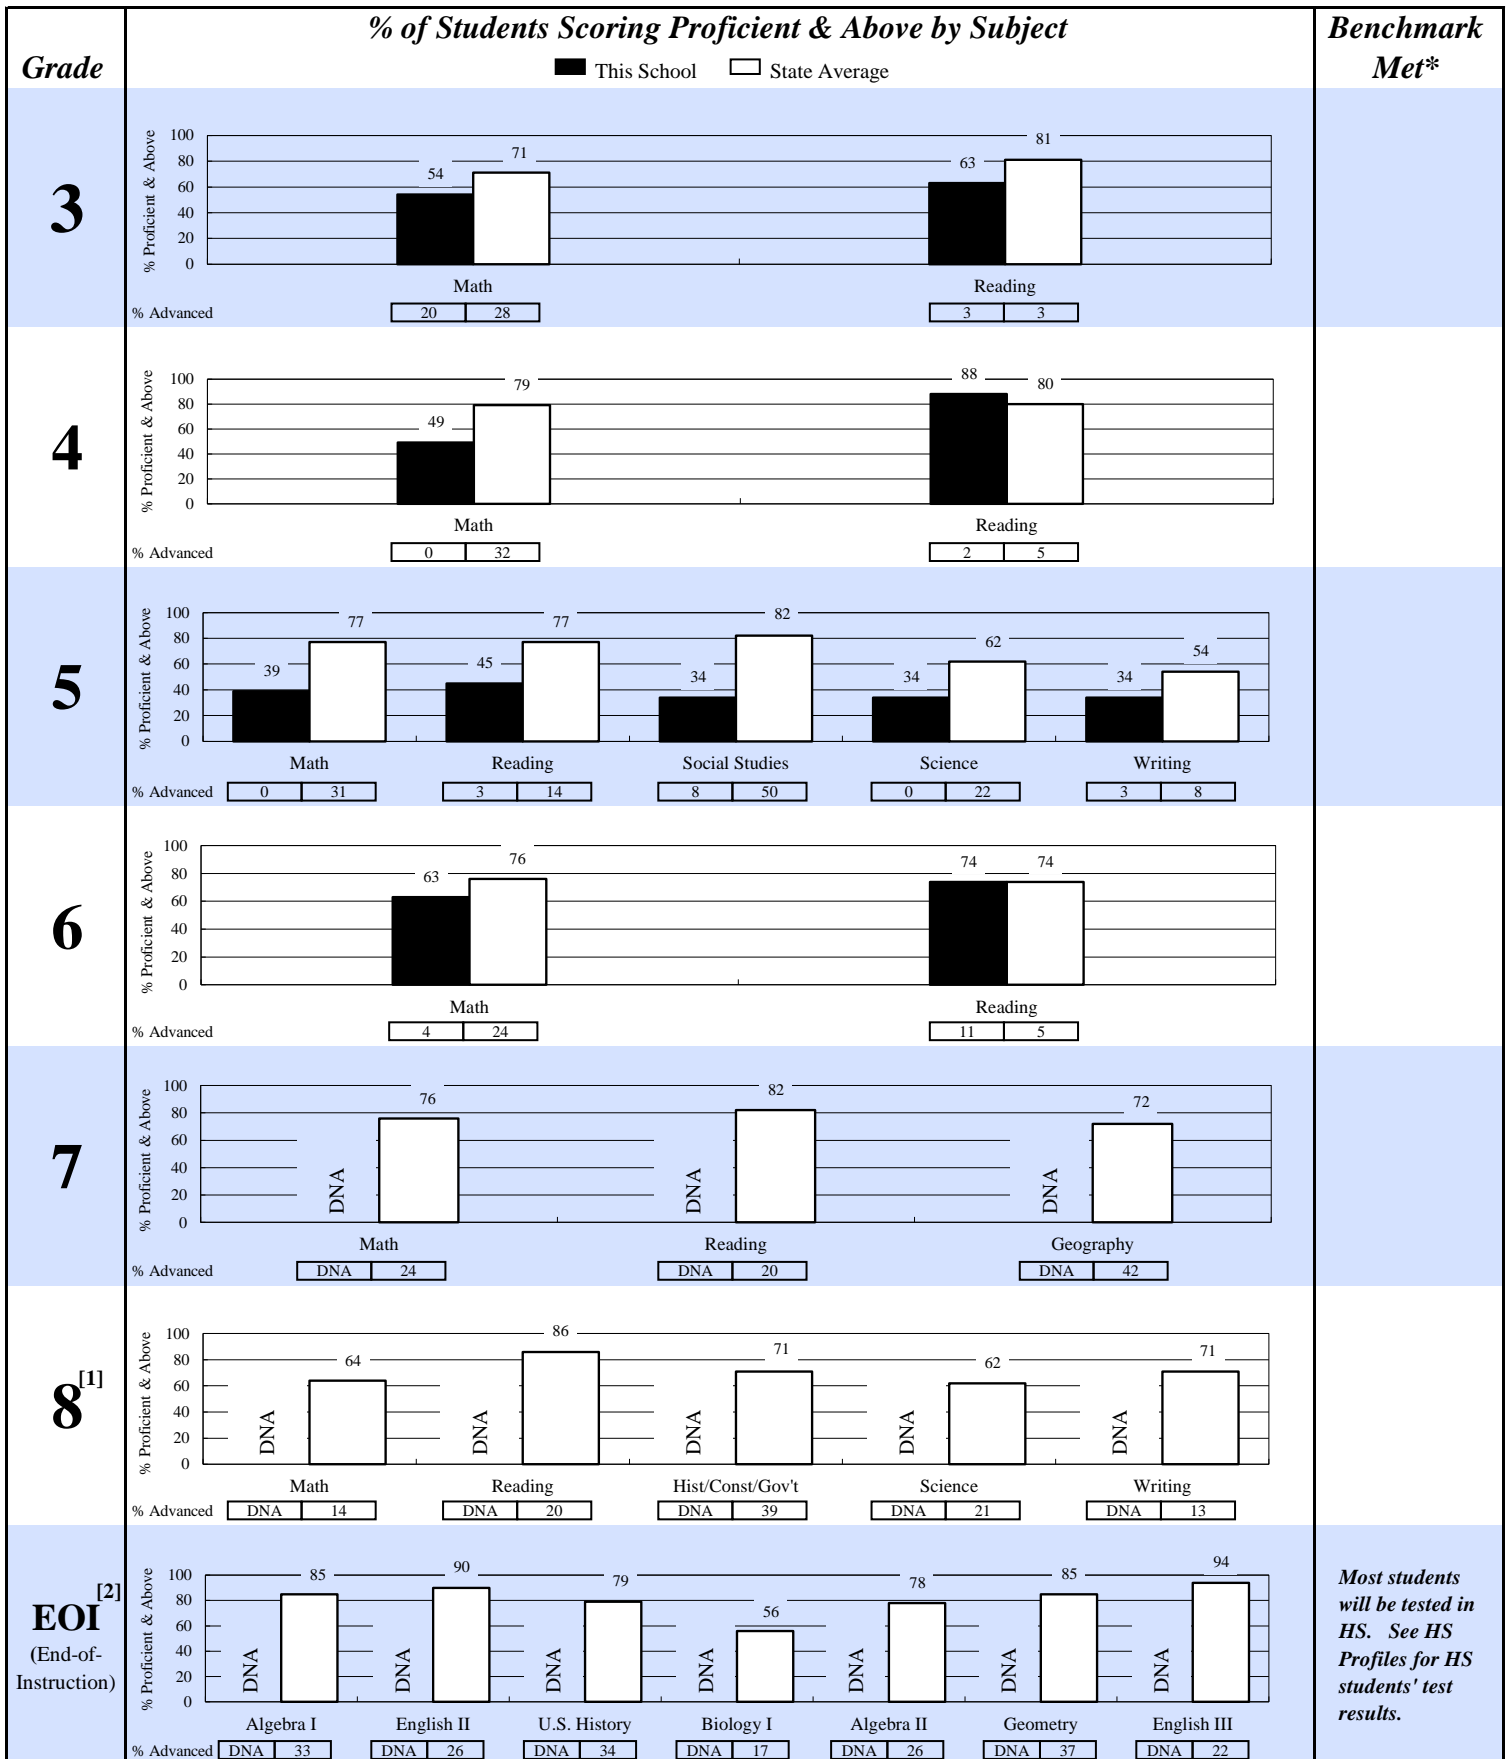 % of Students Scoring Proficient & Above by Subject
Benchmark
Met*
Grade
This School State Average
3
% Proficient & Above
100
80
60
40
20
0
54 71
63 81
Math Reading
% Advanced 20 28 3 3
4
% Proficient & Above
100
80
60
40
20
0
49 79
88 80
Math Reading
% Advanced 0 32 2 5
5
% Proficient & Above
100
80
60
40
20
0
39 77
45 77
34 82
34 62
34 54
Math Reading Social Studies Science Writing
% Advanced 0 31 3 14 8 50 0 22 3 8
6
% Proficient & Above
100
80
60
40
20
0
63 76
74 74
Math Reading
% Advanced 4 24 11 5
7
% Proficient & Above
100
80
60
40
20
0
DNA 76
DNA 82
DNA 72
Math Reading Geography
% Advanced DNA 24 DNA 20 DNA 42
8[1]
% Proficient & Above
100
80
60
40
20
0
DNA 64
DNA 86
DNA 71
DNA 62
DNA 71
Math Reading Hist/Const/Gov't Science Writing
% Advanced DNA 14 DNA 20 DNA 39 DNA 21 DNA 13
EOI[2]
(End-of-
Instruction)
% Proficient & Above
100
80
60
40
20
0
DNA 85
DNA 90
DNA 79
DNA 56
DNA 78
DNA 85
DNA 94
Algebra I English II U.S. History Biology I Algebra II Geometry English III
% Advanced DNA 33 DNA 26 DNA 34 DNA 17 DNA 26 DNA 37 DNA 22
Most students
will be tested in
HS. See HS
Profiles for HS
students' test
results.